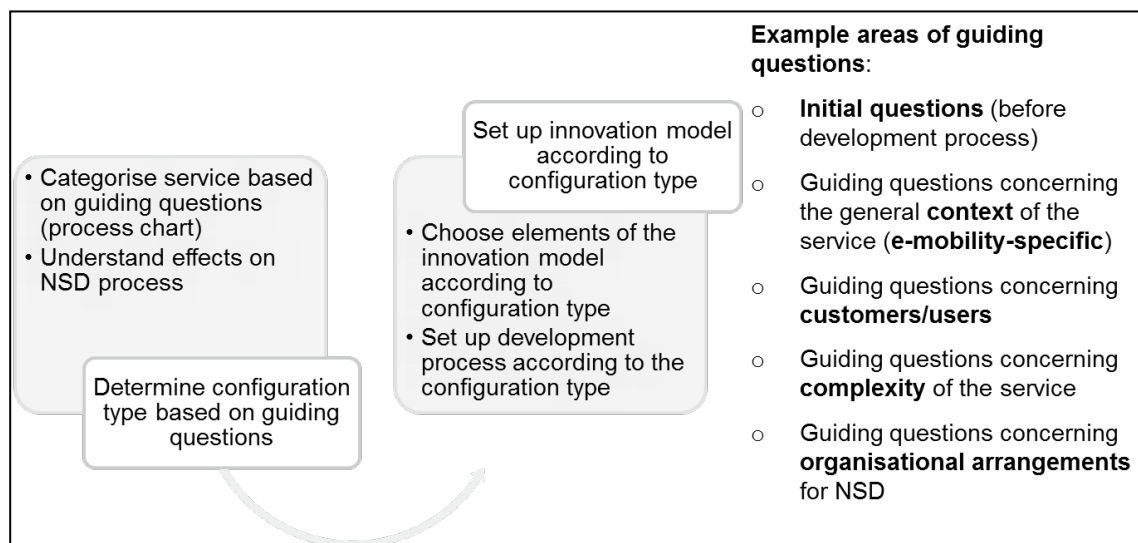 • Categorise service based
on guiding questions
(process chart)
• Understand effects on
NSD process
Determine configuration
type based on guiding
questions
Set up innovation model
according to
configuration type
• Choose elements of the
innovation model
according to
configuration type
• Set up development
process according to the
configuration type
Example areas of guiding
questions:
o Initial questions (before
development process)
o Guiding questions concerning
the general context of the
service (e-mobility-specific)
o Guiding questions concerning
customers/users
o Guiding questions concerning
complexity of the service
o Guiding questions concerning
organisational arrangements
for NSD